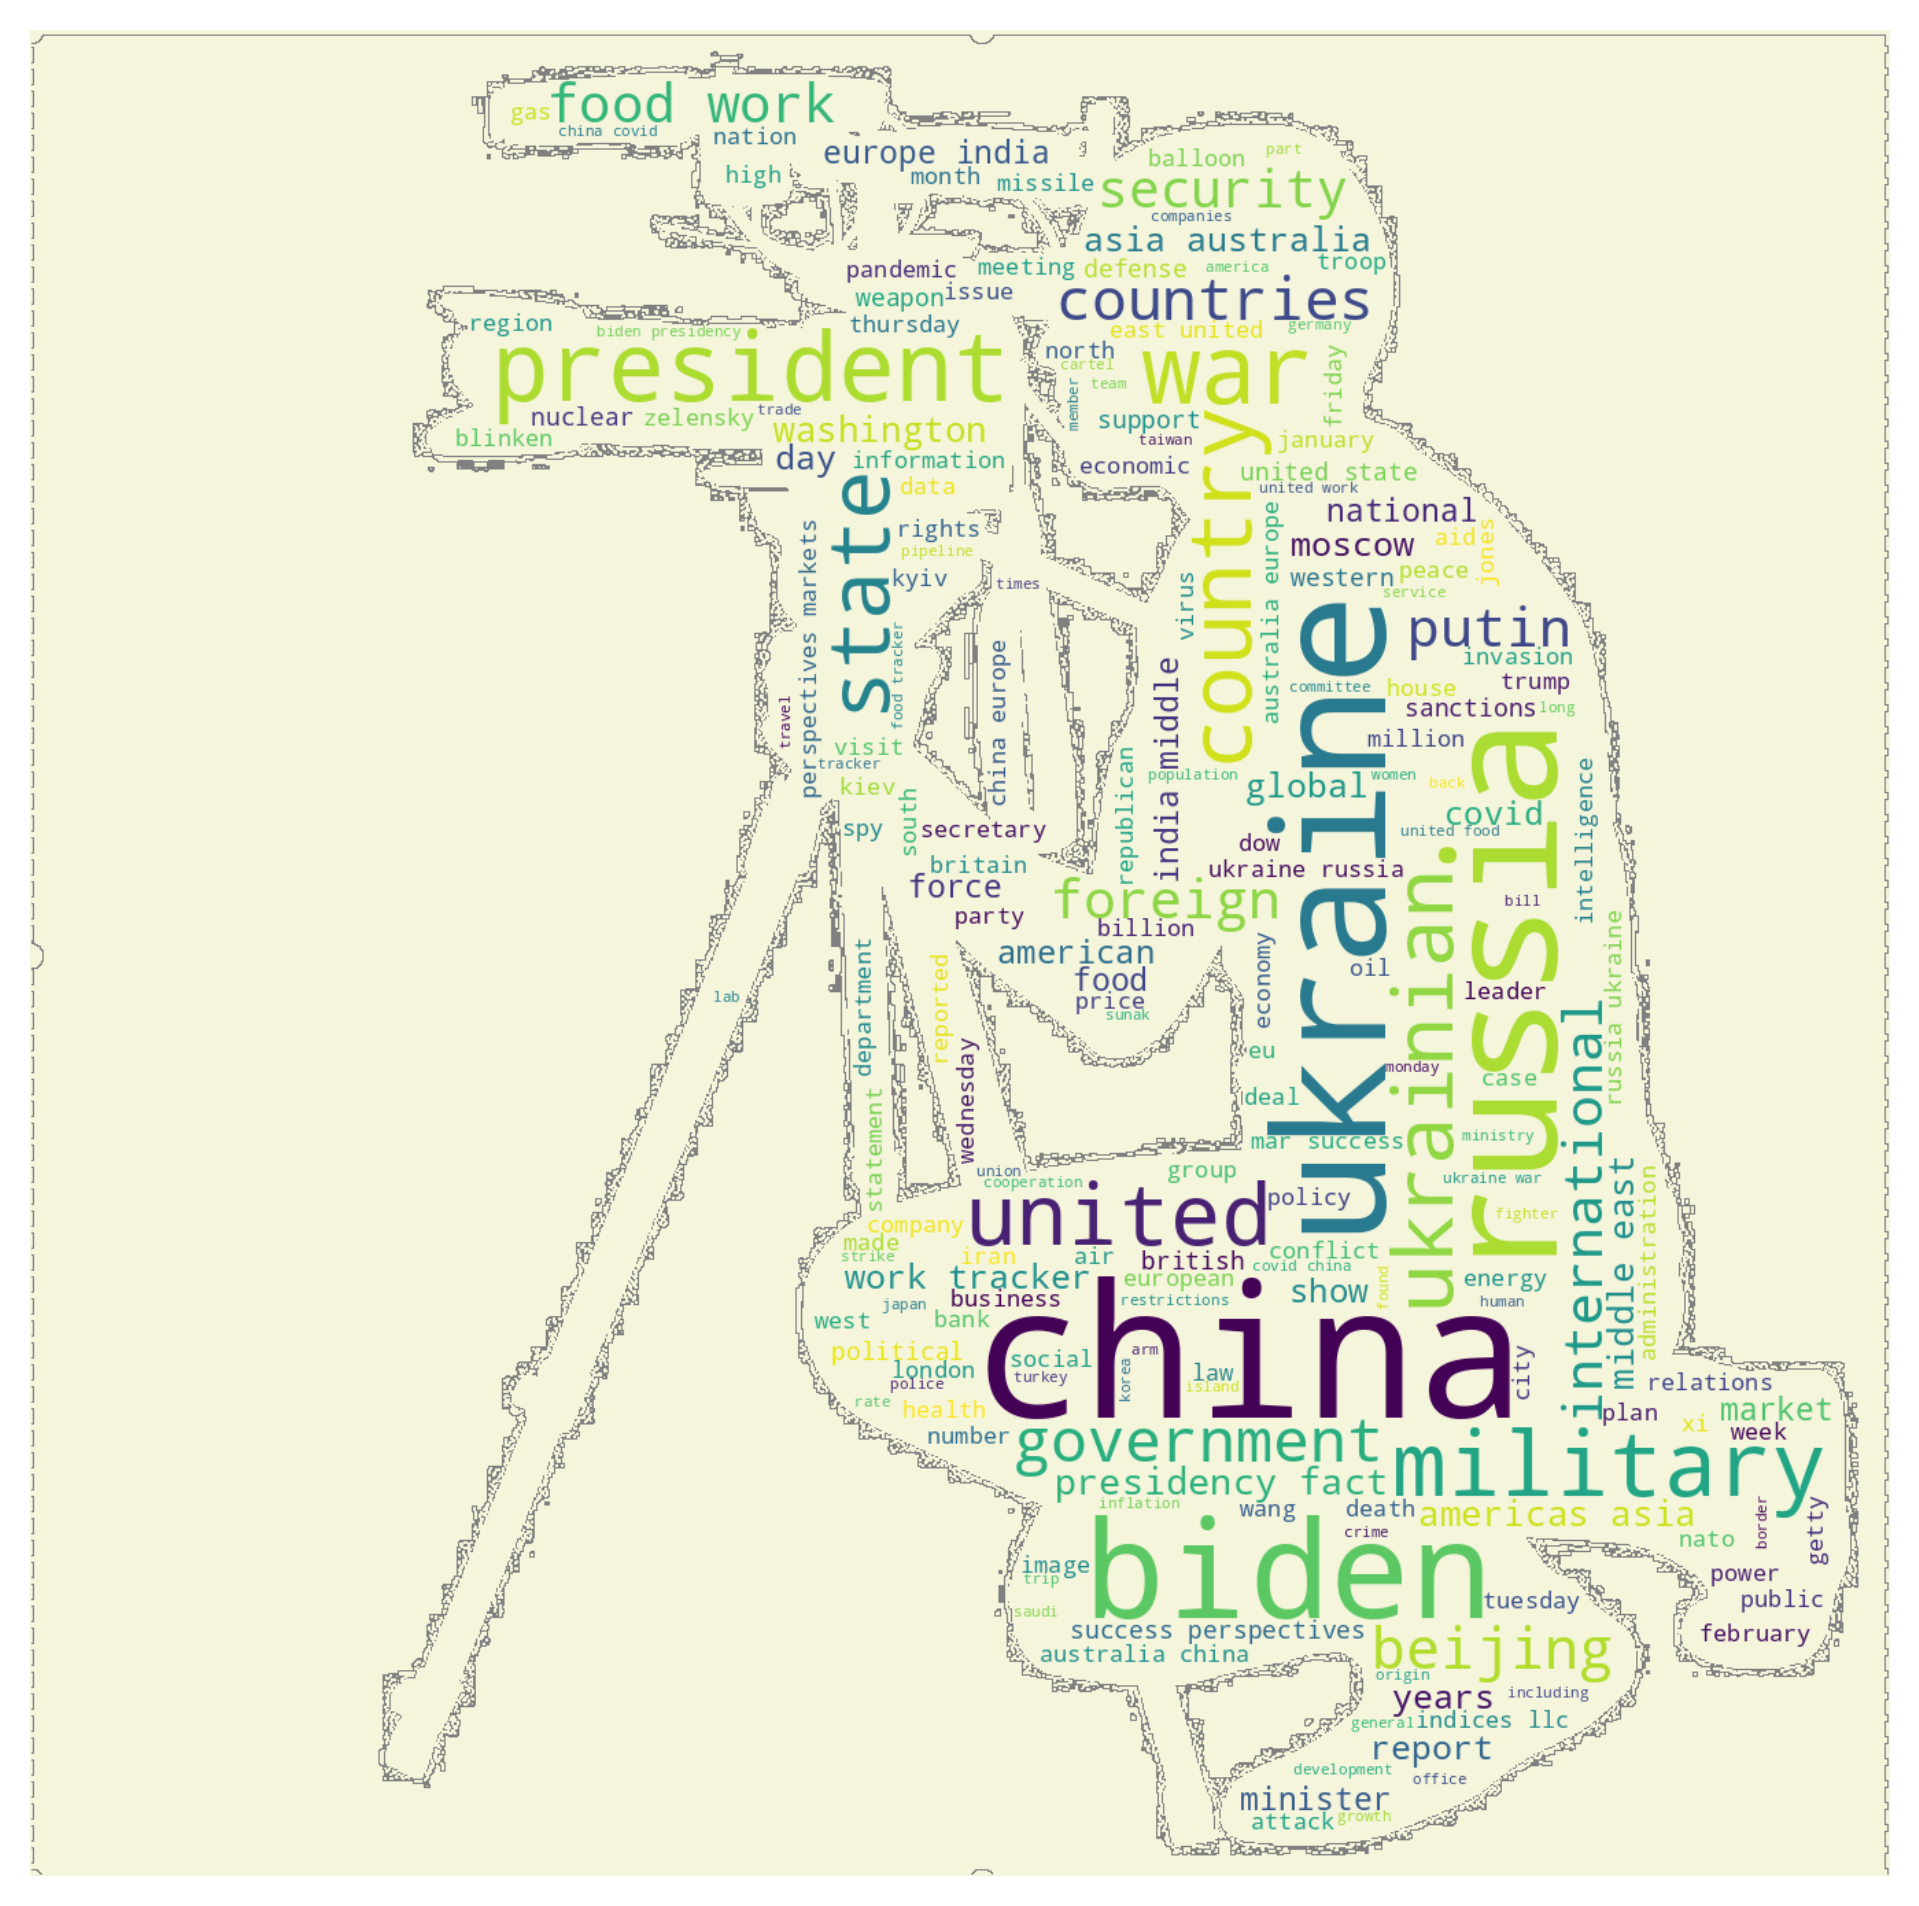 food work
gas
china covid
nation
europe india
balloon
part
high
month
missile
security
companies
asia australia
pandemic
meeting
defense
america
troop
weapon
issue
countries
region
biden presidency
thursday
east united
germany
president
north
war
cartel
team
friday
member
nuclear
zelensky
trade
support
blinken
washington
taiwan
january
day
information
economic
united state
state
data
country
united work
national
rights
moscow
aid
jones
pipeline
perspectives markets
kyiv
times
virus
australia europe
western
peace
service
ukraine
putin
food tracker
china europe
india middle
invasion
committee
house
trump
travel
sanctions
long
visit
million
russia
tracker
republican
population
global
women
back
kiev
south
covid
intelligence
spy
secretary
dow
united food
britain
ukraine russia
ukrainian
force
foreign
bill
party
billion
russia ukraine
department
reported
american
economy
oil
food
lab
price
leader
sunak
international
wednesday
eu
monday
statement
deal
case
mar success
ministry
union
group
cooperation
ukraine war
middle east
administration
united
policy
company
fighter
made
strike
iran
air
british
conflict
covid china
work tracker
european
show
found
energy
business
restrictions
human
japan
west
bank
china
political
london
social
korea
arm
law
city
turkey
police
island
relations
rate
health
plan
xi
market
number
week
government
military
presidency fact
inflation
wang
death
americas asia
border
getty
crime
nato
biden
image
trip
power
saudi
tuesday
public
success perspectives
february
australia china
beijing
origin
years
including
general
indices llc
report
development
office
minister
attack
growth